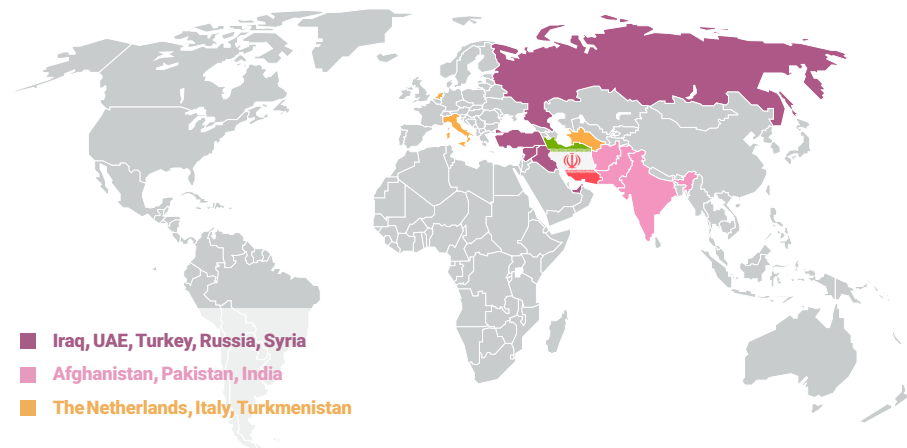 Iraq, UAE, Turkey, Russia, Syria
Afghanistan, Pakistan, India
The Netherlands, Italy, Turkmenistan